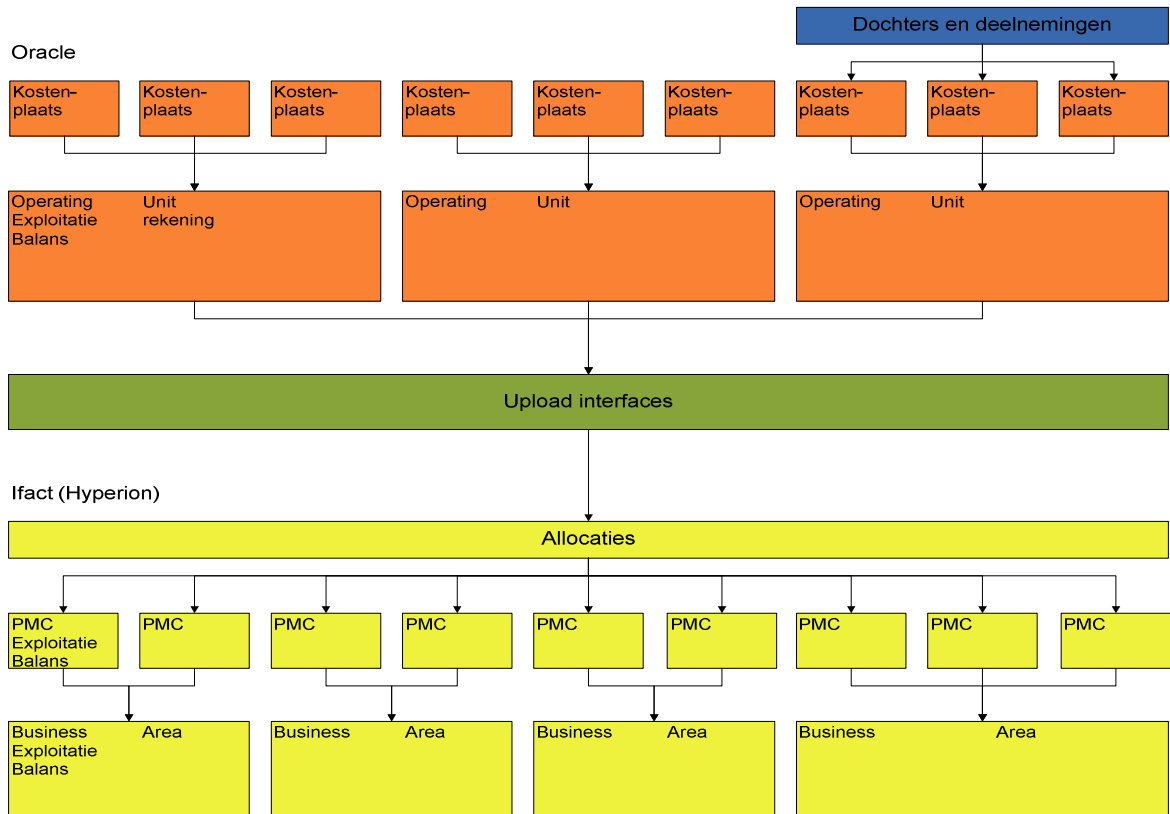 Dochters en deelnemingen
Oracle
Kosten-
plaats
Kosten-
plaats
Kosten-
plaats
Kosten-
plaats
Kosten-
plaats
Kosten-
plaats
Kosten-
plaats
Kosten-
plaats
Kosten-
plaats
Operating Unit
Exploitatie rekening
Balans
Operating Unit
Operating Unit
Upload interfaces
Ifact (Hyperion)
Allocaties
PMC
Exploitatie
Balans
PMC
PMC
PMC
PMC
PMC
PMC
PMC
PMC
Business Area
Exploitatie
Balans
Business Area
Business Area
Business Area